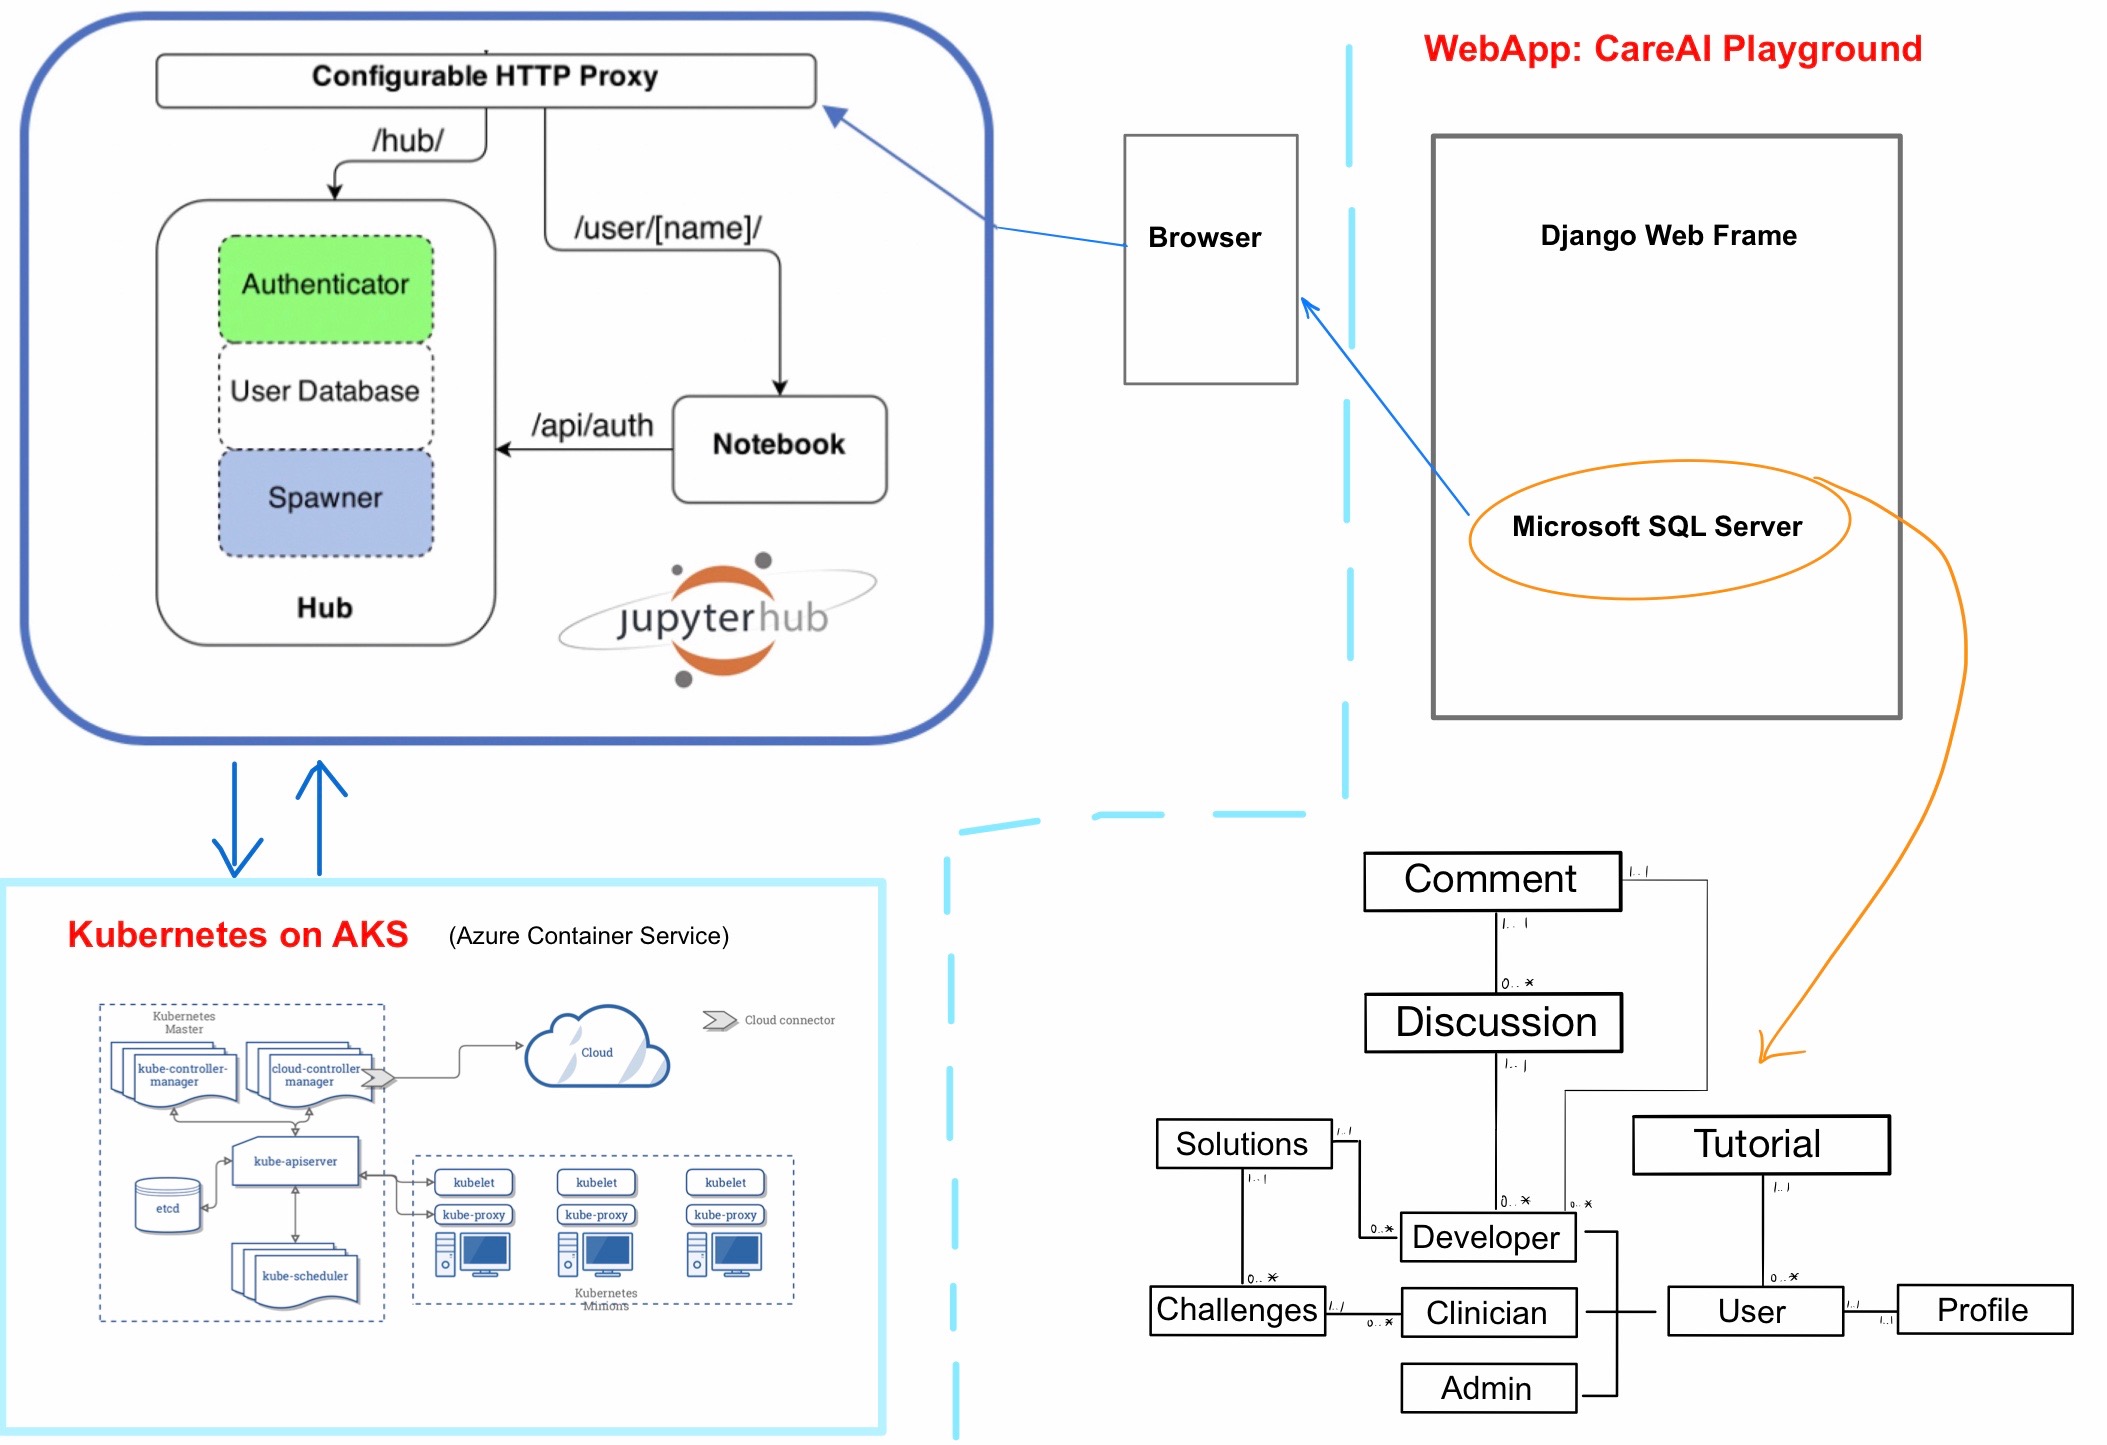 Configurable HTTP Proxy
/hub/
/user/[name]/
Authenticator
User Database
Spawner
Hub
/api/auth
Notebook
jupyterhub
Browser
WebApp: CareAI Playground
Django Web Frame
Microsoft SQL Server
Kubernetes on AKS
(Azure Container Service)
Kubernetes
Master
kube-controller-
manager
cloud-controller
manager
Cloud
Cloud connector
kube-apiserver
etcd
kube-scheduler
kubelet
kubelet
kubelet
kube-proxy
kube-proxy
kube-proxy
Kubernetes
Minions
Comment
1..1
1..1
0..*
Discussion
1..1
Solutions
1..1
1..1
Tutorial
1..1
0..*
0..*
0..*
Developer
0..*
0..*
Challenges
1..1
0..*
Clinician
User
1..1
1..1
Profile
Admin